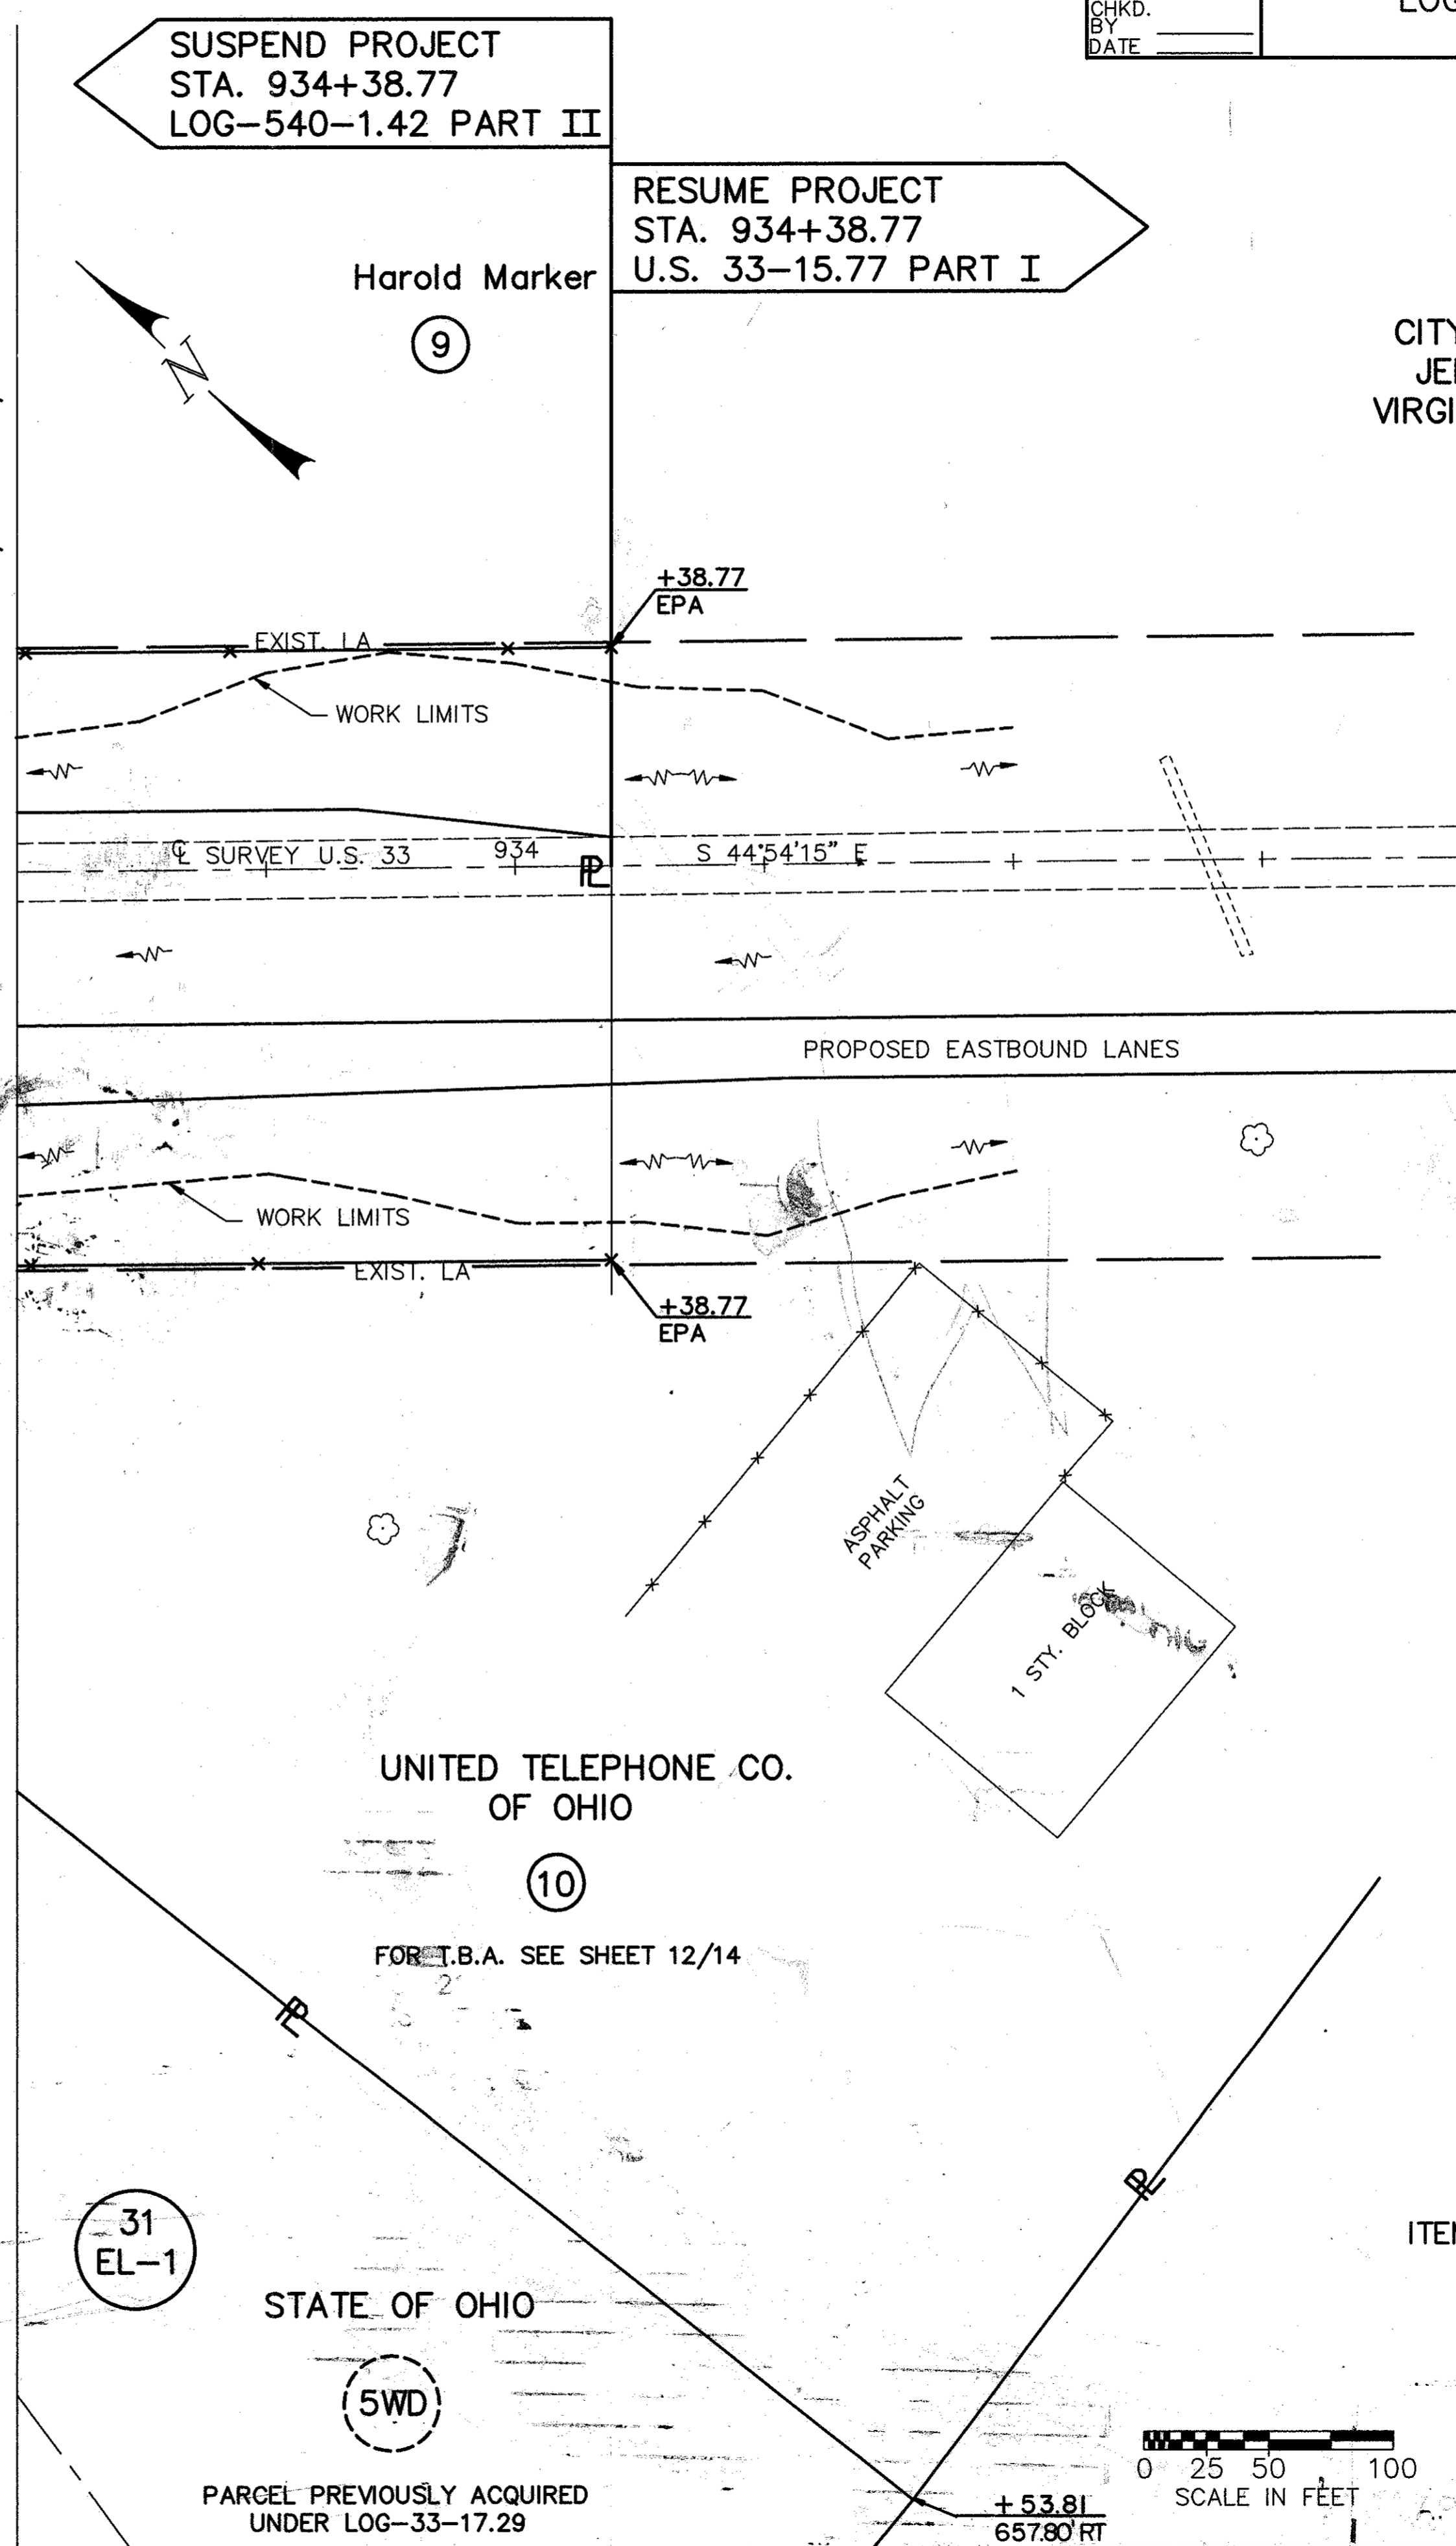 CHKD.
BY
DATE
SUSPEND PROJECT
STA. 934+38.77
LOG-540-1.42 PART II
RESUME PROJECT
STA. 934+38.77
U.S. 33-15.77 PART I
Harold Marker
9
N
+38.77
EPA
EXIST. LA
WORK LIMITS
℄ SURVEY U.S. 33
934
S 44°54'15" E
PL
PROPOSED EASTBOUND LANES
WORK LIMITS
EXIST. LA
+38.77
EPA
ASPHALT
PARKING
1 STY. BLOCK
UNITED TELEPHONE CO.
OF OHIO
10
FOR T.B.A. SEE SHEET 12/14
PL
PL
31
EL-1
STATE OF OHIO
5WD
PARCEL PREVIOUSLY ACQUIRED
UNDER LOG-33-17.29
+53.81
657.80' RT
0 25 50 100
SCALE IN FEET